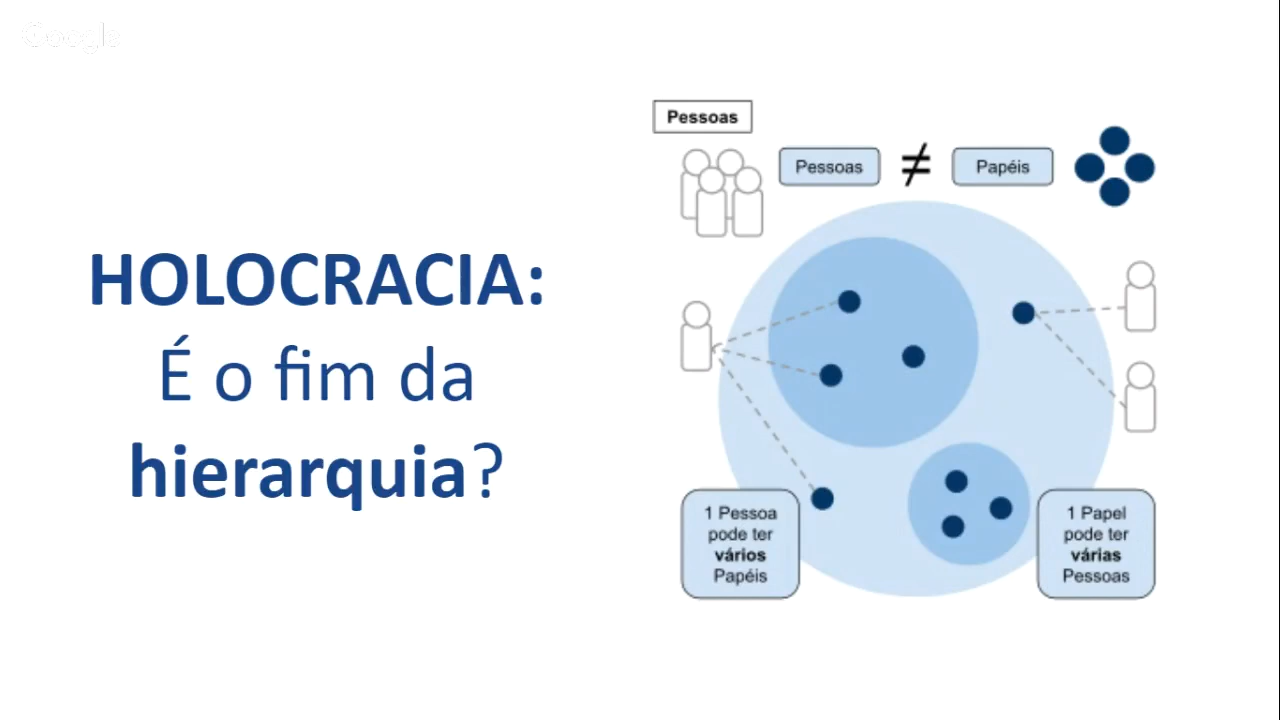 Google
HOLOCRACIA:
É o fim da
hierarquia?
Pessoas
Pessoas
≠
Papéis
1 Pessoa
pode ter
vários
Papéis
1 Papel
pode ter
várias
Pessoas